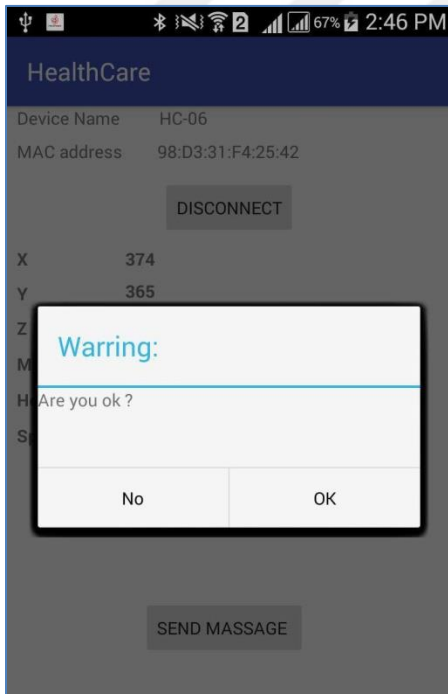 2 67% 2:46 PM
HealthCare
Device Name HC-06
MAC address 98:D3:31:F4:25:42
DISCONNECT
X 374
Y 365
Z
Warring:
Are you ok ?
No OK
SEND MASSAGE